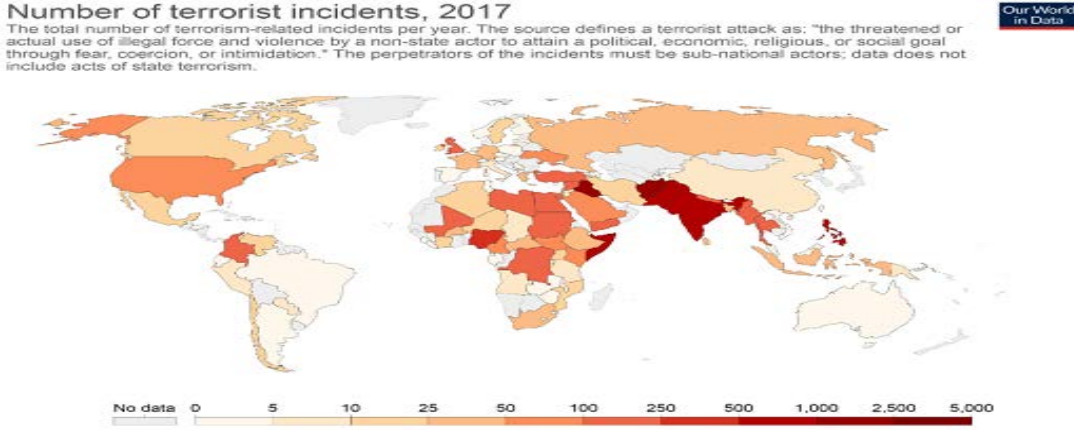 Number of terrorist incidents, 2017
Our World
in Data
The total number of terrorism-related incidents per year. The source defines a terrorist attack as: "the threatened or
actual use of illegal force and violence by a non-state actor to attain a political, economic, religious, or social goal
through fear, coercion, or intimidation." The perpetrators of the incidents must be sub-national actors; data does not
include acts of state terrorism.
No data 0 5 10 25 50 100 250 500 1,000 2,500 5,000